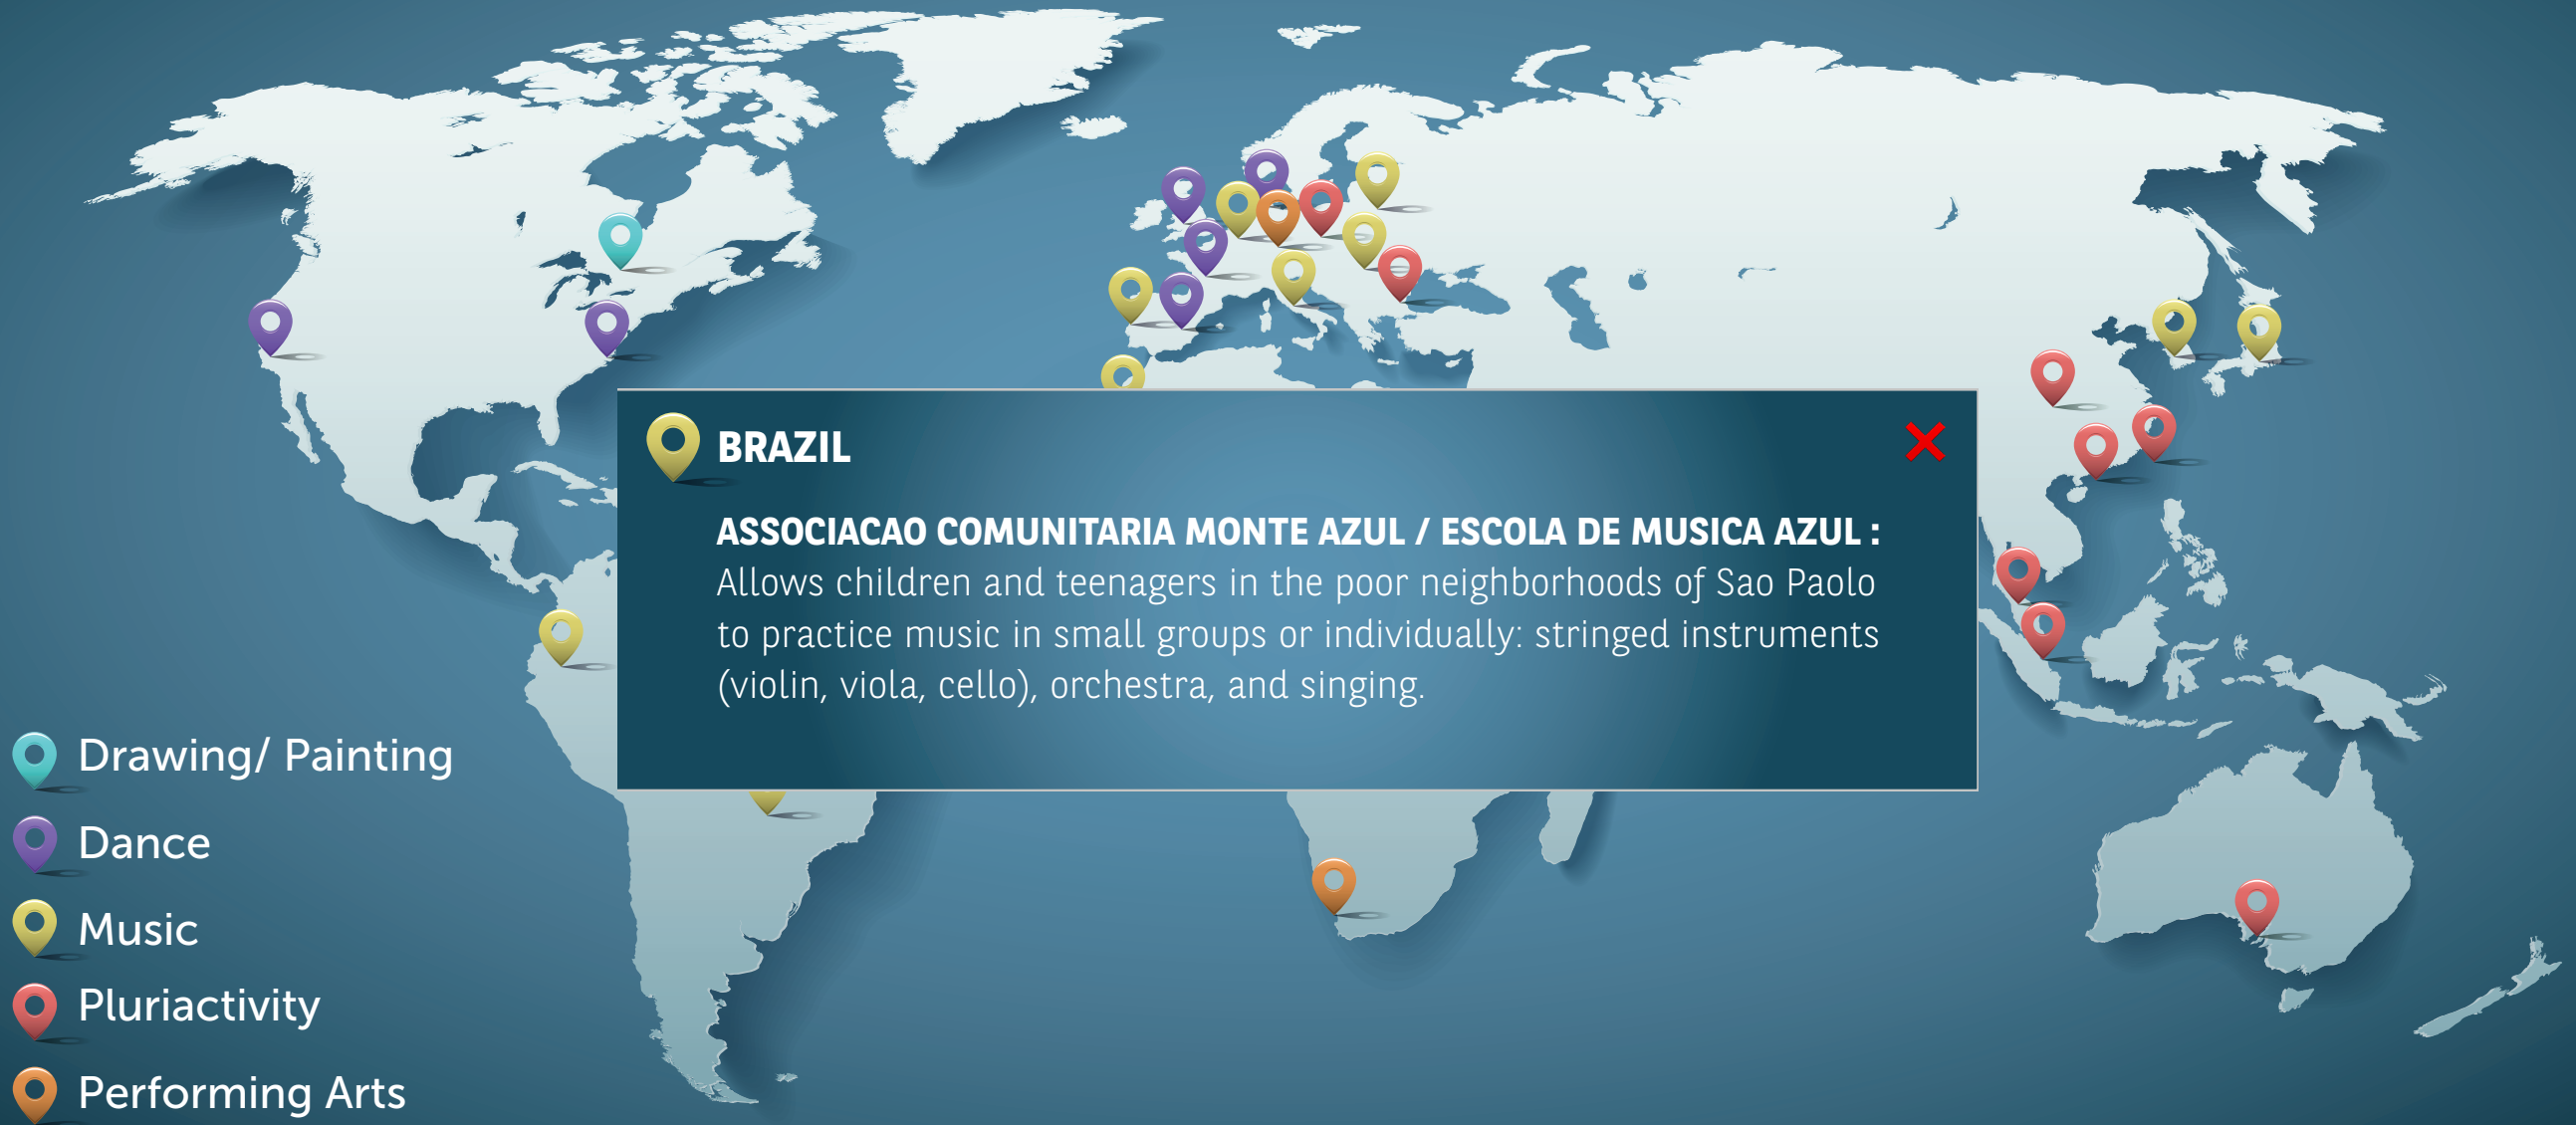 BRAZIL
ASSOCIACAO COMUNITARIA MONTE AZUL / ESCOLA DE MUSICA AZUL :
Allows children and teenagers in the poor neighborhoods of Sao Paolo
to practice music in small groups or individually: stringed instruments
(violin, viola, cello), orchestra, and singing.
Drawing/ Painting
Dance
Music
Pluriactivity
Performing Arts